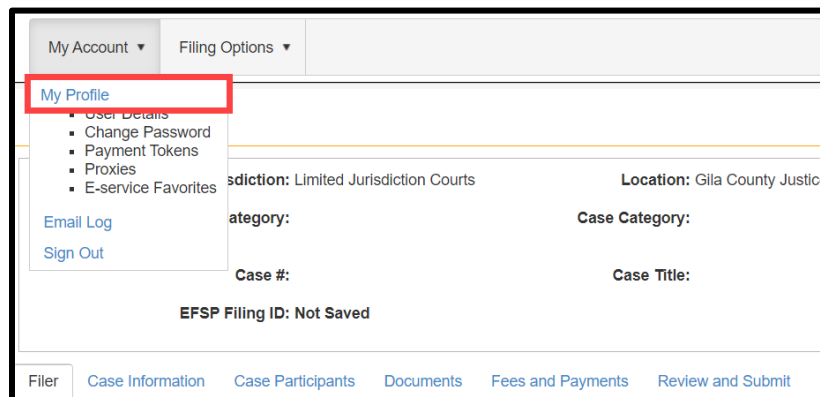 My Account ▼ Filing Options ▼
My Profile
User Details
Change Password
Payment Tokens
Proxies
E-service Favorites
sdiction: Limited Jurisdiction Courts Location: Gila County Justic
Email Log
ategory: Case Category:
Sign Out
Case #: Case Title:
EFSP Filing ID: Not Saved
Filer Case Information Case Participants Documents Fees and Payments Review and Submit